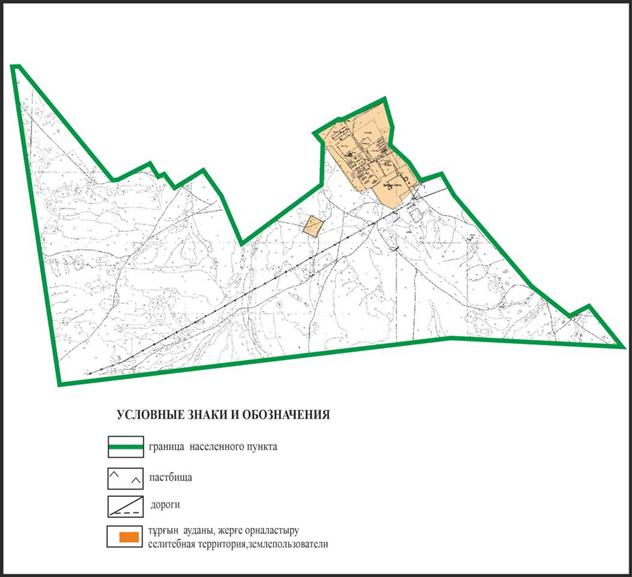 УСЛОВНЫЕ ЗНАКИ И ОБОЗНАЧЕНИЯ
граница населенного пункта
пастбища
дороги
тұрғын ауданы, жерге орналастыру
селитебная территория,землепользователи